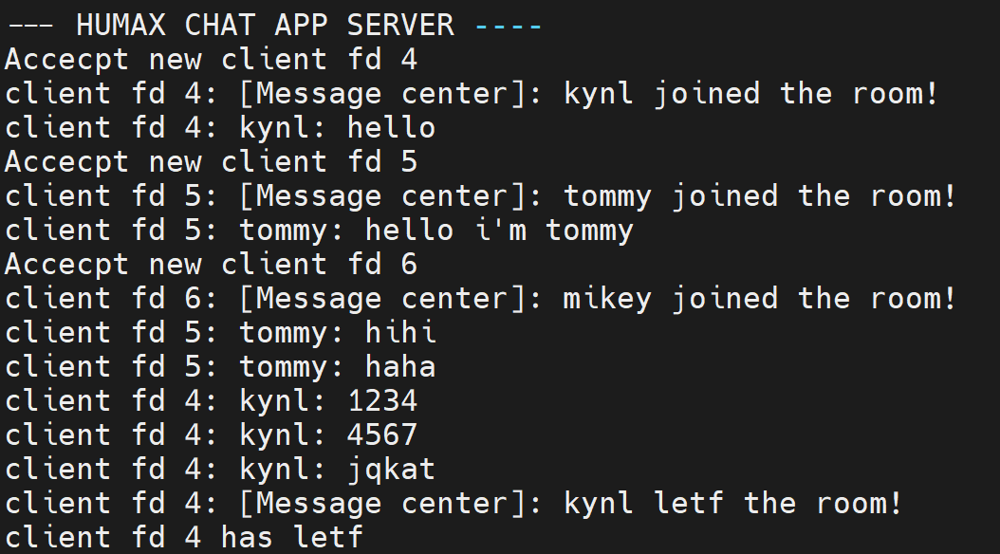 --- HUMAX CHAT APP SERVER ----
Accecpt new client fd 4
client fd 4: [Message center]: kynl joined the room!
client fd 4: kynl: hello
Accecpt new client fd 5
client fd 5: [Message center]: tommy joined the room!
client fd 5: tommy: hello i'm tommy
Accecpt new client fd 6
client fd 6: [Message center]: mikey joined the room!
client fd 5: tommy: hihi
client fd 5: tommy: haha
client fd 4: kynl: 1234
client fd 4: kynl: 4567
client fd 4: kynl: jqkat
client fd 4: [Message center]: kynl letf the room!
client fd 4 has letf